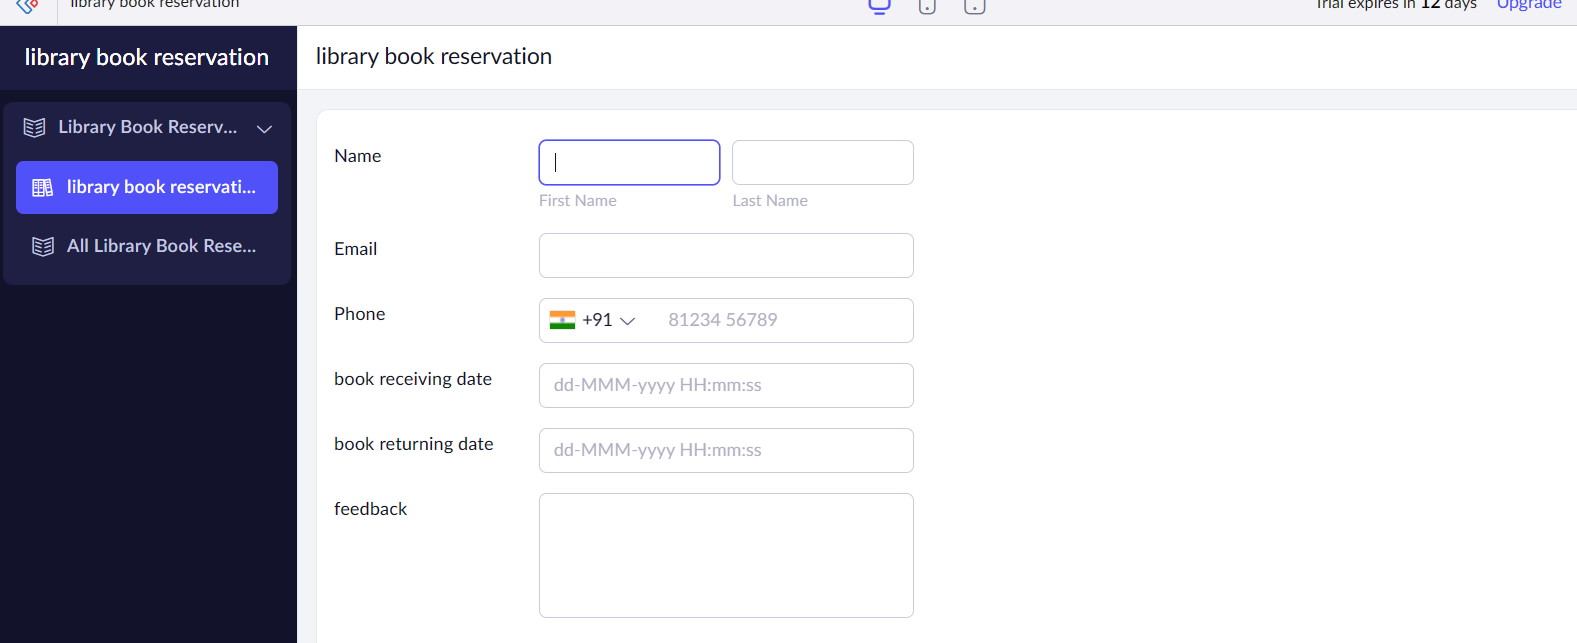 library book reservation
Trial expires in 12 days
Upgrade
library book reservation
library book reservation
Library Book Reserv...
library book reservati...
All Library Book Rese...
Name
First Name
Last Name
Email
Phone
+91
81234 56789
book receiving date
dd-MMM-yyyy HH:mm:ss
book returning date
dd-MMM-yyyy HH:mm:ss
feedback